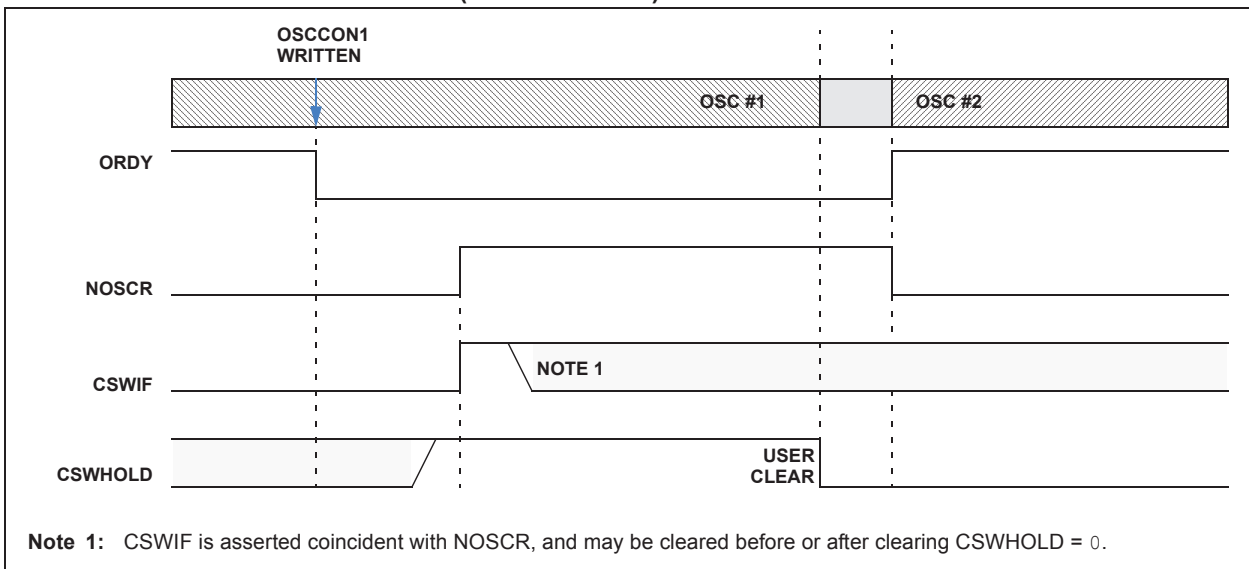 OSCCON1
WRITTEN
OSC #1
OSC #2
ORDY
NOSCR
CSWIF
NOTE 1
CSWHOLD
USER
CLEAR
Note 1: CSWIF is asserted coincident with NOSCR, and may be cleared before or after clearing CSWHOLD = 0.